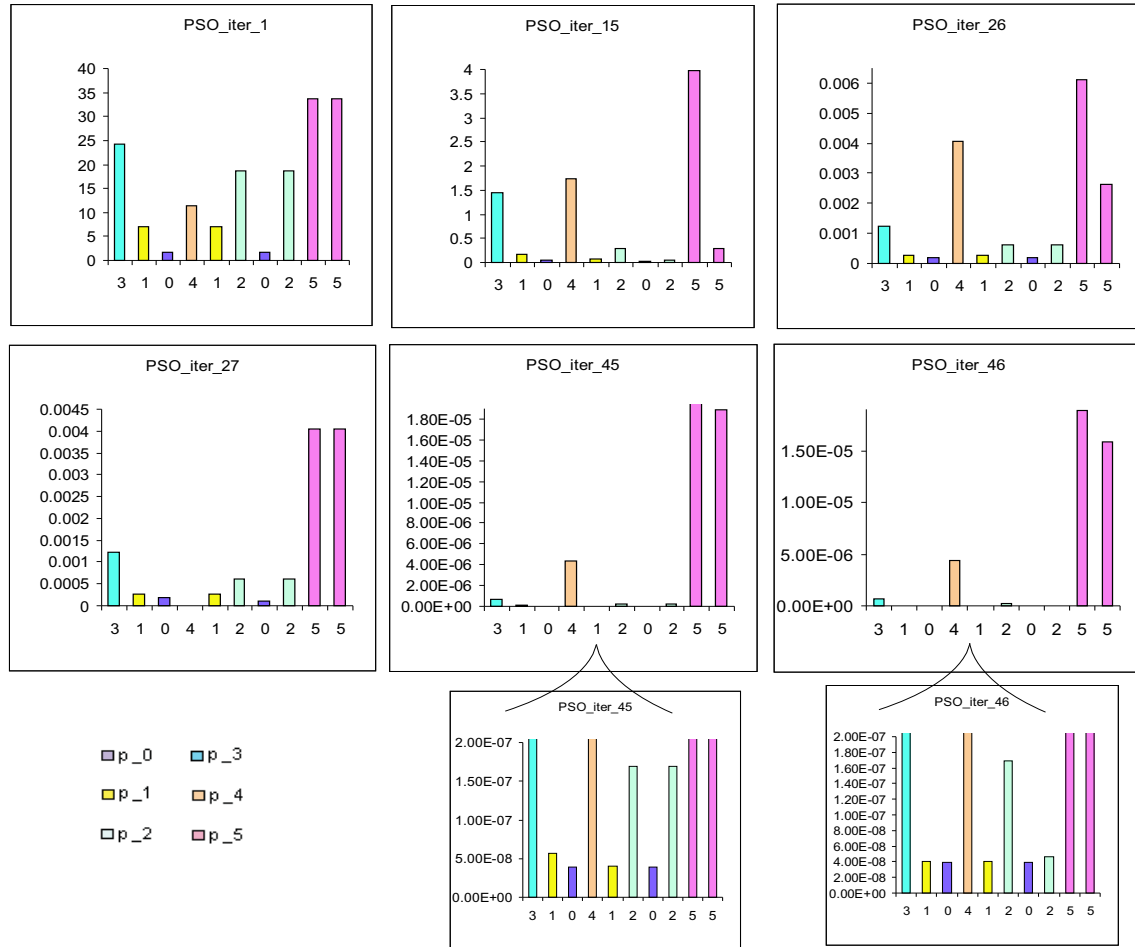 PSO_iter_1
40
35
30
25
20
15
10
5
0
3 1 0 4 1 2 0 2 5 5
PSO_iter_15
4
3.5
3
2.5
2
1.5
1
0.5
0
3 1 0 4 1 2 0 2 5 5
PSO_iter_26
0.006
0.005
0.004
0.003
0.002
0.001
0
3 1 0 4 1 2 0 2 5 5
PSO_iter_27
0.0045
0.004
0.0035
0.003
0.0025
0.002
0.0015
0.001
0.0005
0
3 1 0 4 1 2 0 2 5 5
PSO_iter_45
1.80E-05
1.60E-05
1.40E-05
1.20E-05
1.00E-05
8.00E-06
6.00E-06
4.00E-06
2.00E-06
0.00E+00
3 1 0 4 1 2 0 2 5 5
PSO_iter_46
1.50E-05
1.00E-05
5.00E-06
0.00E+00
3 1 0 4 1 2 0 2 5 5
p_0 p_3
p_1 p_4
p_2 p_5
PSO_iter_45
2.00E-07
1.50E-07
1.00E-07
5.00E-08
0.00E+00
3 1 0 4 1 2 0 2 5 5
PSO_iter_46
2.00E-07
1.80E-07
1.60E-07
1.40E-07
1.20E-07
1.00E-07
8.00E-08
6.00E-08
4.00E-08
2.00E-08
0.00E+00
3 1 0 4 1 2 0 2 5 5